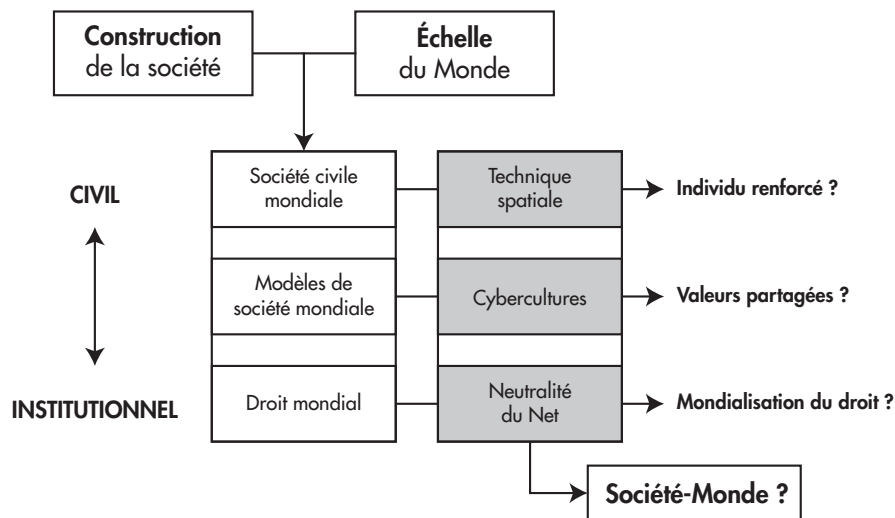 Construction
de la société
Échelle
du Monde
CIVIL
Société civile
mondiale
Technique
spatiale
Individu renforcé ?
Modèles de
société mondiale
Cybercultures
Valeurs partagées ?
INSTITUTIONNEL
Droit mondial
Neutralité
du Net
Mondialisation du droit ?
Société-Monde ?